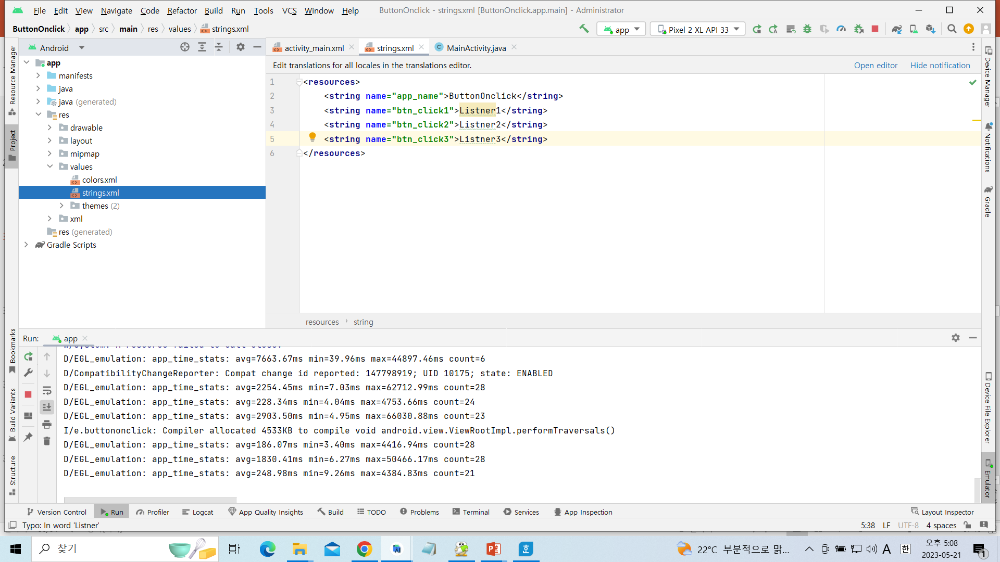 File Edit View Navigate Code Refactor Build Run Tools VCS Window Help ButtonOnclick - strings.xml [ButtonOnclick.app.main] - Administrator
ButtonOnclick app src main res values strings.xml app Pixel 2 XL API 33
Android
activity_main.xml strings.xml MainActivity.java
Edit translations for all locales in the translations editor. Open editor Hide notification
Resource Manager
Project
Bookmarks
Build Variants
Structure
app
manifests
java
java (generated)
res
drawable
layout
mipmap
values
colors.xml
strings.xml
themes (2)
xml
res (generated)
Gradle Scripts
1 <resources>
2 <string name="app_name">ButtonOnclick</string>
3 <string name="btn_click1">Listner1</string>
4 <string name="btn_click2">Listner2</string>
5 <string name="btn_click3">Listner3</string>
6 </resources>
resources string
Device Manager
Notifications
Gradle
Device File Explorer
Emulator
Run: app
D/EGL_emulation: app_time_stats: avg=7663.67ms min=39.96ms max=44897.46ms count=6
D/CompatibilityChangeReporter: Compat change id reported: 147798919; UID 10175; state: ENABLED
D/EGL_emulation: app_time_stats: avg=2254.45ms min=7.03ms max=62712.99ms count=28
D/EGL_emulation: app_time_stats: avg=228.34ms min=4.04ms max=4753.66ms count=24
D/EGL_emulation: app_time_stats: avg=2903.50ms min=4.95ms max=66030.88ms count=23
I/e.buttononclick: Compiler allocated 4533KB to compile void android.view.ViewRootImpl.performTraversals()
D/EGL_emulation: app_time_stats: avg=186.07ms min=3.40ms max=4416.94ms count=28
D/EGL_emulation: app_time_stats: avg=1830.41ms min=6.27ms max=50466.17ms count=28
D/EGL_emulation: app_time_stats: avg=248.98ms min=9.26ms max=4384.83ms count=21
Version Control Run Profiler Logcat App Quality Insights Build TODO Problems Terminal Services App Inspection Layout Inspector
Typo: In word 'Listner' 5:38 LF UTF-8 4 spaces
찾기 22°C 부분적으로 맑... A 한 오후 5:08
2023-05-21 1